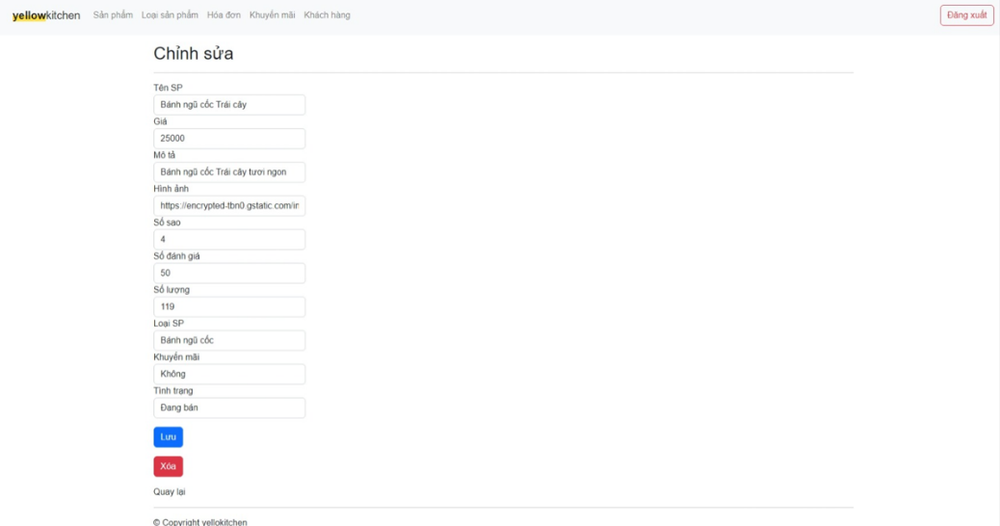 yellowkitchen Sản phẩm Loại sản phẩm Hóa đơn Khuyến mãi Khách hàng Đăng xuất
Chỉnh sửa
Tên SP
Bánh ngũ cốc Trái cây
Giá
25000
Mô tả
Bánh ngũ cốc Trái cây tươi ngon
Hình ảnh
https://encrypted-tbn0.gstatic.com/in
Số sao
4
Số đánh giá
50
Số lượng
119
Loại SP
Bánh ngũ cốc
Khuyến mãi
Không
Tình trạng
Đang bán
Lưu
Xóa
Quay lại
© Copyright yellokitchen